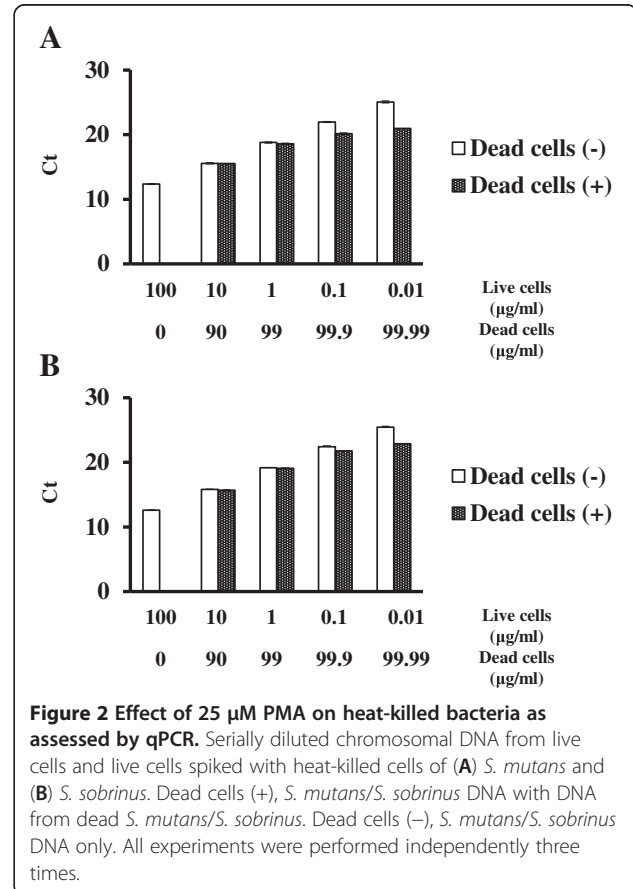 A
30
20
10
0
Ct
Dead cells (-)
Dead cells (+)
100 10 1 0.1 0.01 Live cells (µg/ml)
0 90 99 99.9 99.99 Dead cells (µg/ml)
B
30
20
10
0
Ct
Dead cells (-)
Dead cells (+)
100 10 1 0.1 0.01 Live cells (µg/ml)
0 90 99 99.9 99.99 Dead cells (µg/ml)
Figure 2 Effect of 25 µM PMA on heat-killed bacteria as
assessed by qPCR. Serially diluted chromosomal DNA from live
cells and live cells spiked with heat-killed cells of (A) S. mutans and
(B) S. sobrinus. Dead cells (+), S. mutans/S. sobrinus DNA with DNA
from dead S. mutans/S. sobrinus. Dead cells (−), S. mutans/S. sobrinus
DNA only. All experiments were performed independently three
times.